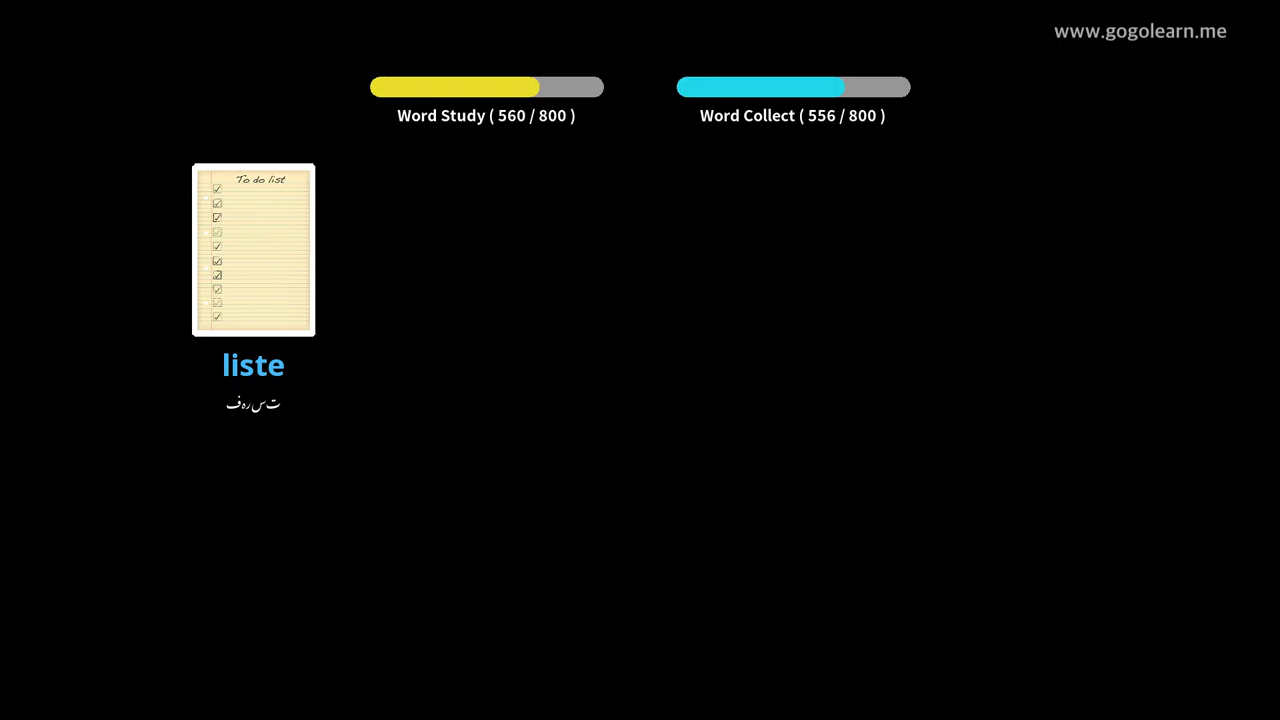 www.gogolearn.me
Word Study ( 560 / 800 )
Word Collect ( 556 / 800 )
To do list
liste
فہرست